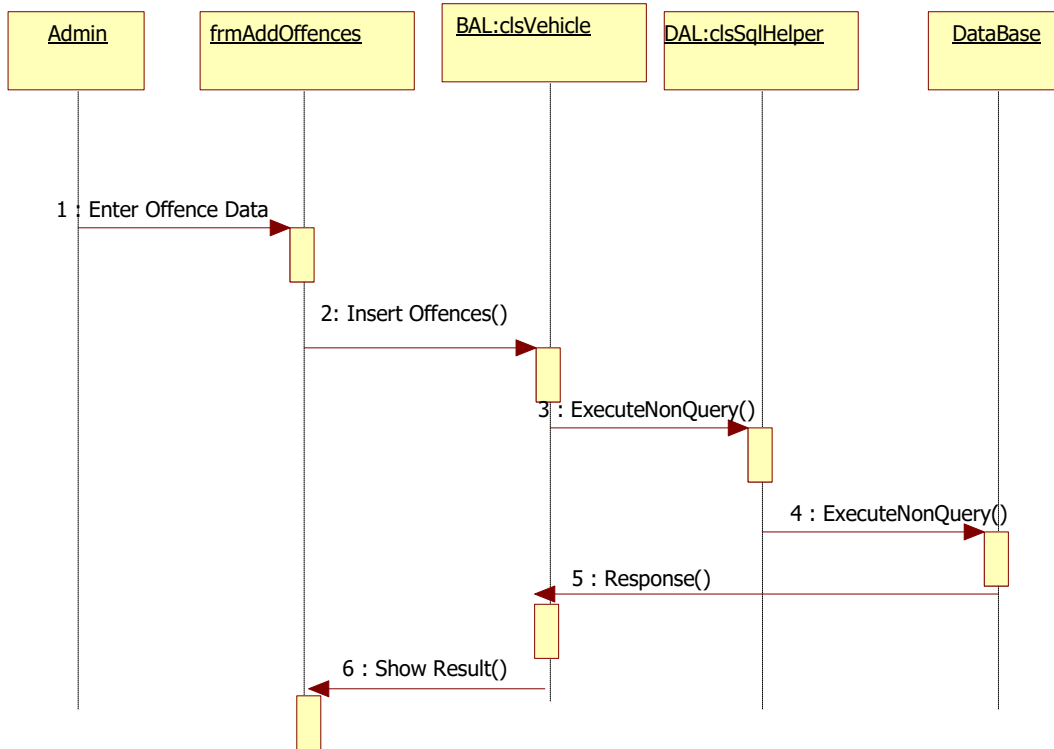 Admin
frmAddOffences
BAL:clsVehicle
DAL:clsSqlHelper
DataBase
1 : Enter Offence Data
2: Insert Offences()
3 : ExecuteNonQuery()
4 : ExecuteNonQuery()
5 : Response()
6 : Show Result()